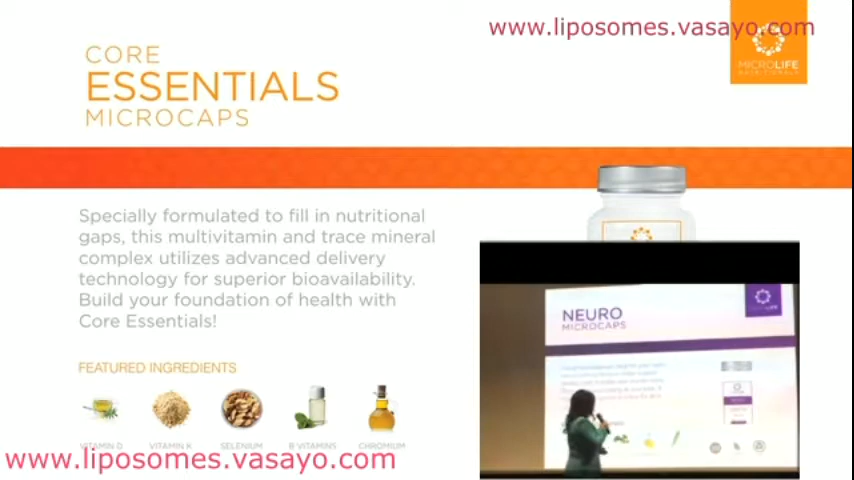 www.liposomes.vasayo.com
CORE
ESSENTIALS
MICROCAPS
MICROLIFE
NUTRITIONALS
Specially formulated to fill in nutritional
gaps, this multivitamin and trace mineral
complex utilizes advanced delivery
technology for superior bioavailability.
Build your foundation of health with
Core Essentials!
FEATURED INGREDIENTS
VITAMIN D VITAMIN K SELENIUM B VITAMINS CHROMIUM
NEURO
MICROCAPS
www.liposomes.vasayo.com